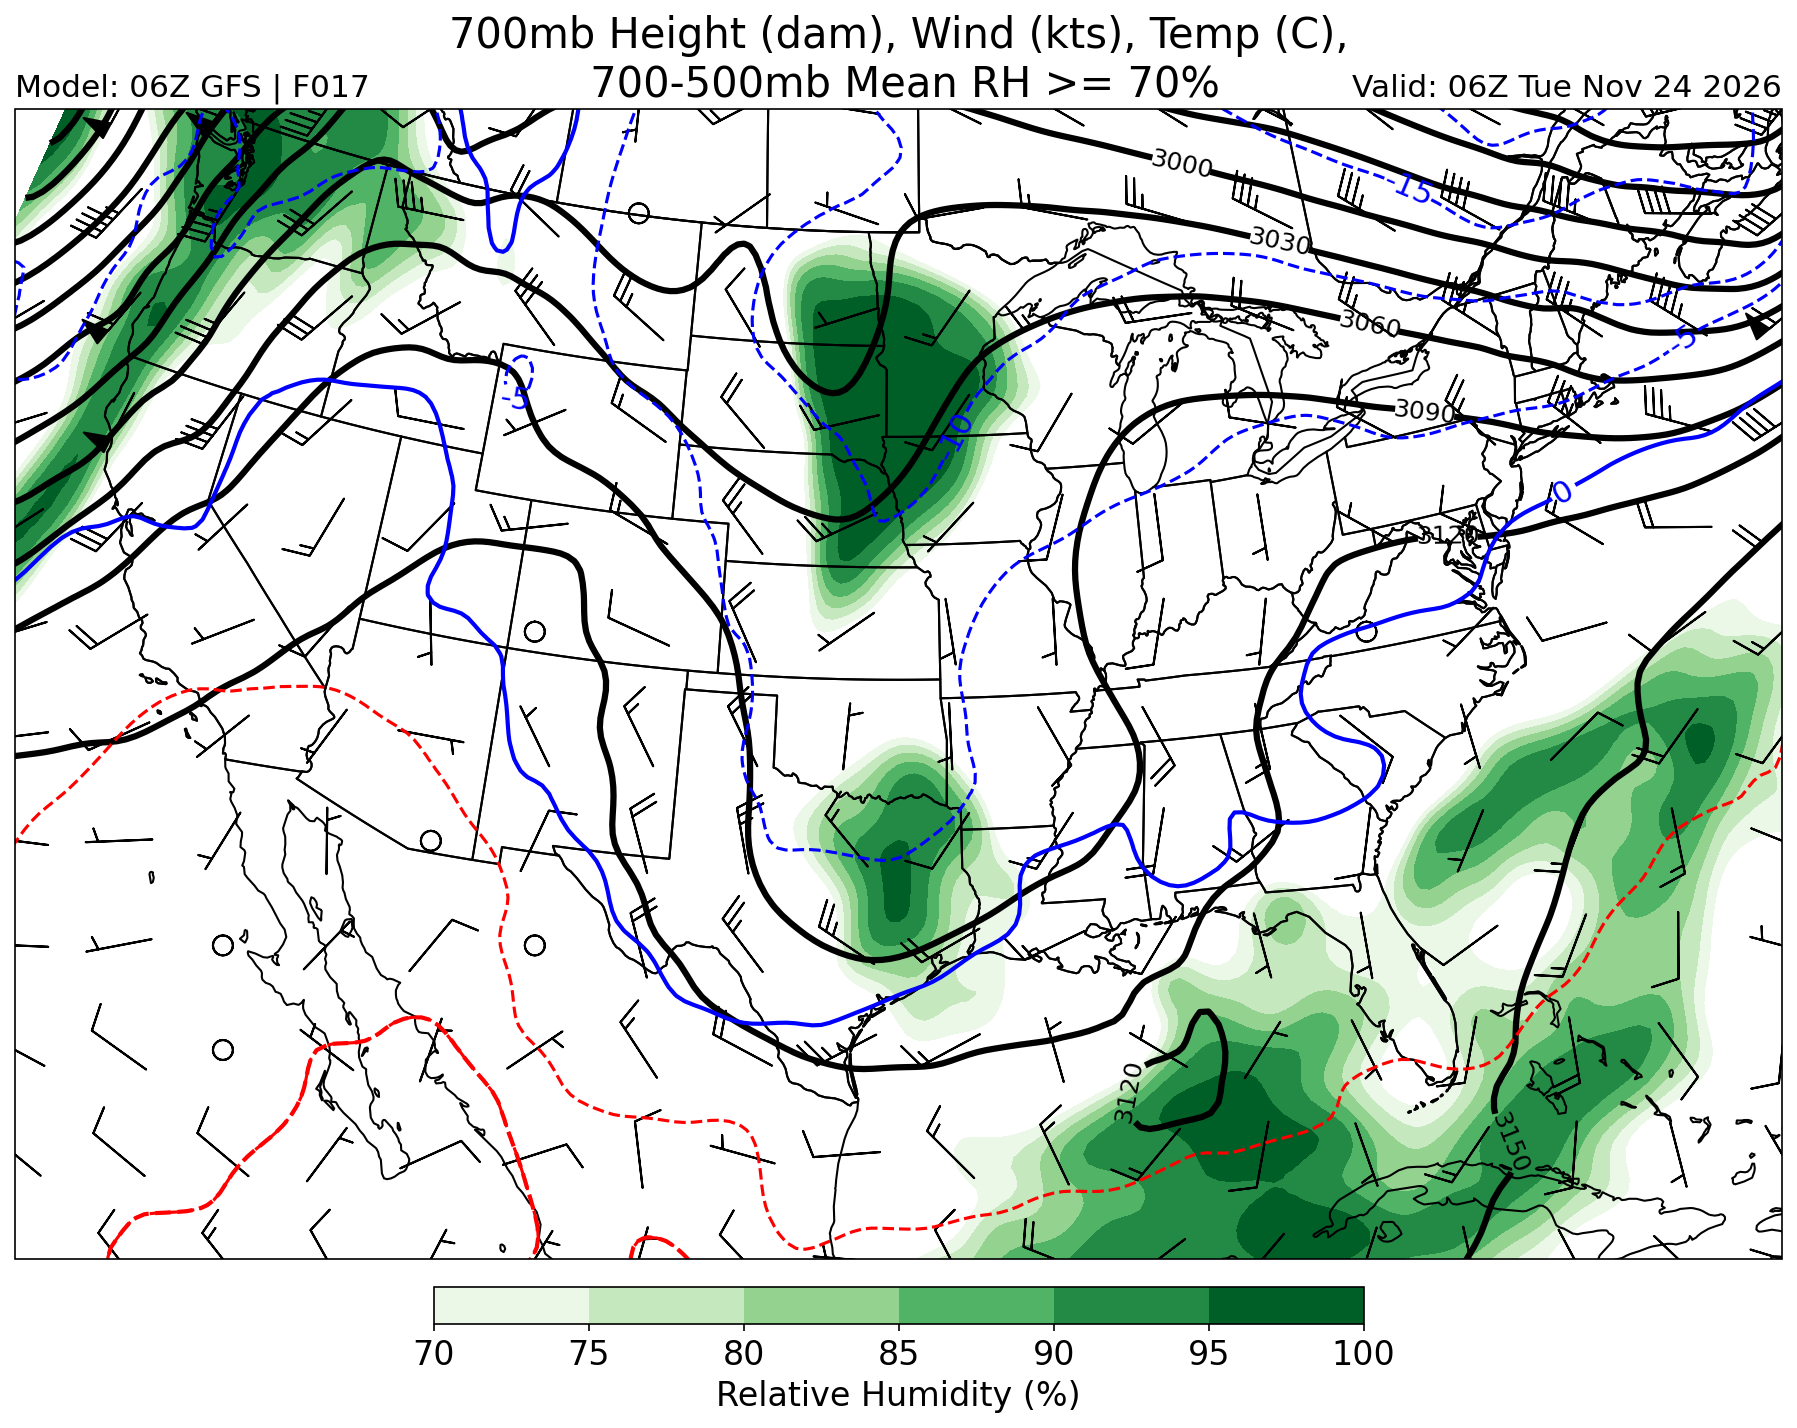 700mb Height (dam), Wind (kts), Temp (C),
700-500mb Mean RH >= 70%
Model: 06Z GFS | F017
Valid: 06Z Tue Nov 24 2026
3000
-15
3030
3060
-5
-5
3090
-10
0
3120
3120
3150
70 75 80 85 90 95 100
Relative Humidity (%)